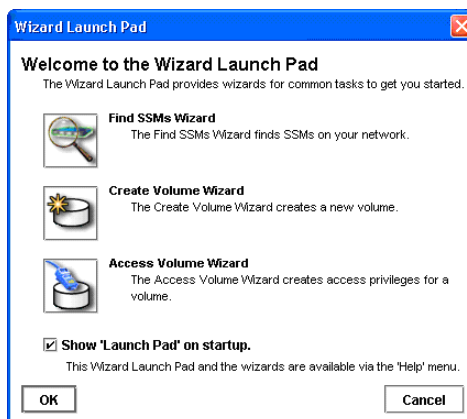 Wizard Launch Pad
Welcome to the Wizard Launch Pad
The Wizard Launch Pad provides wizards for common tasks to get you started.
Find SSMs Wizard
The Find SSMs Wizard finds SSMs on your network.
Create Volume Wizard
The Create Volume Wizard creates a new volume.
Access Volume Wizard
The Access Volume Wizard creates access privileges for a
volume.
Show 'Launch Pad' on startup.
This Wizard Launch Pad and the wizards are available via the 'Help' menu.
OK
Cancel